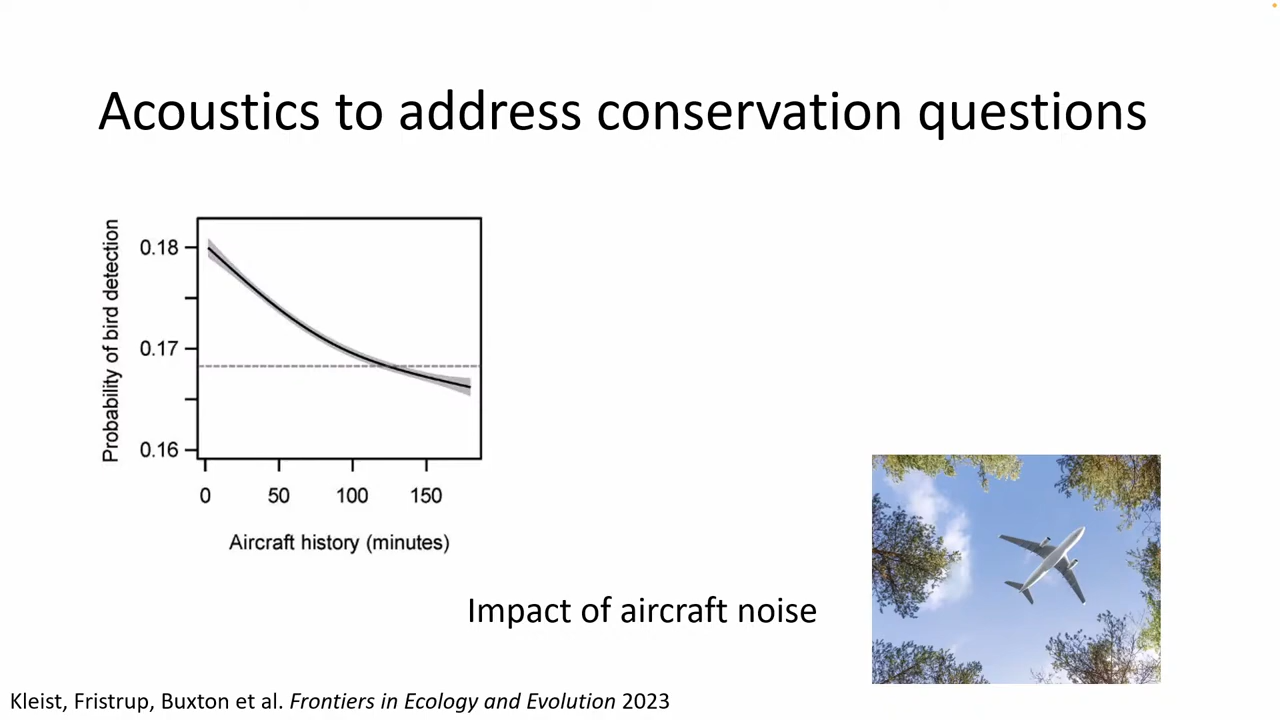 Acoustics to address conservation questions
Probability of bird detection
0.18
0.17
0.16
0 50 100 150
Aircraft history (minutes)
Impact of aircraft noise
Kleist, Fristrup, Buxton et al. Frontiers in Ecology and Evolution 2023